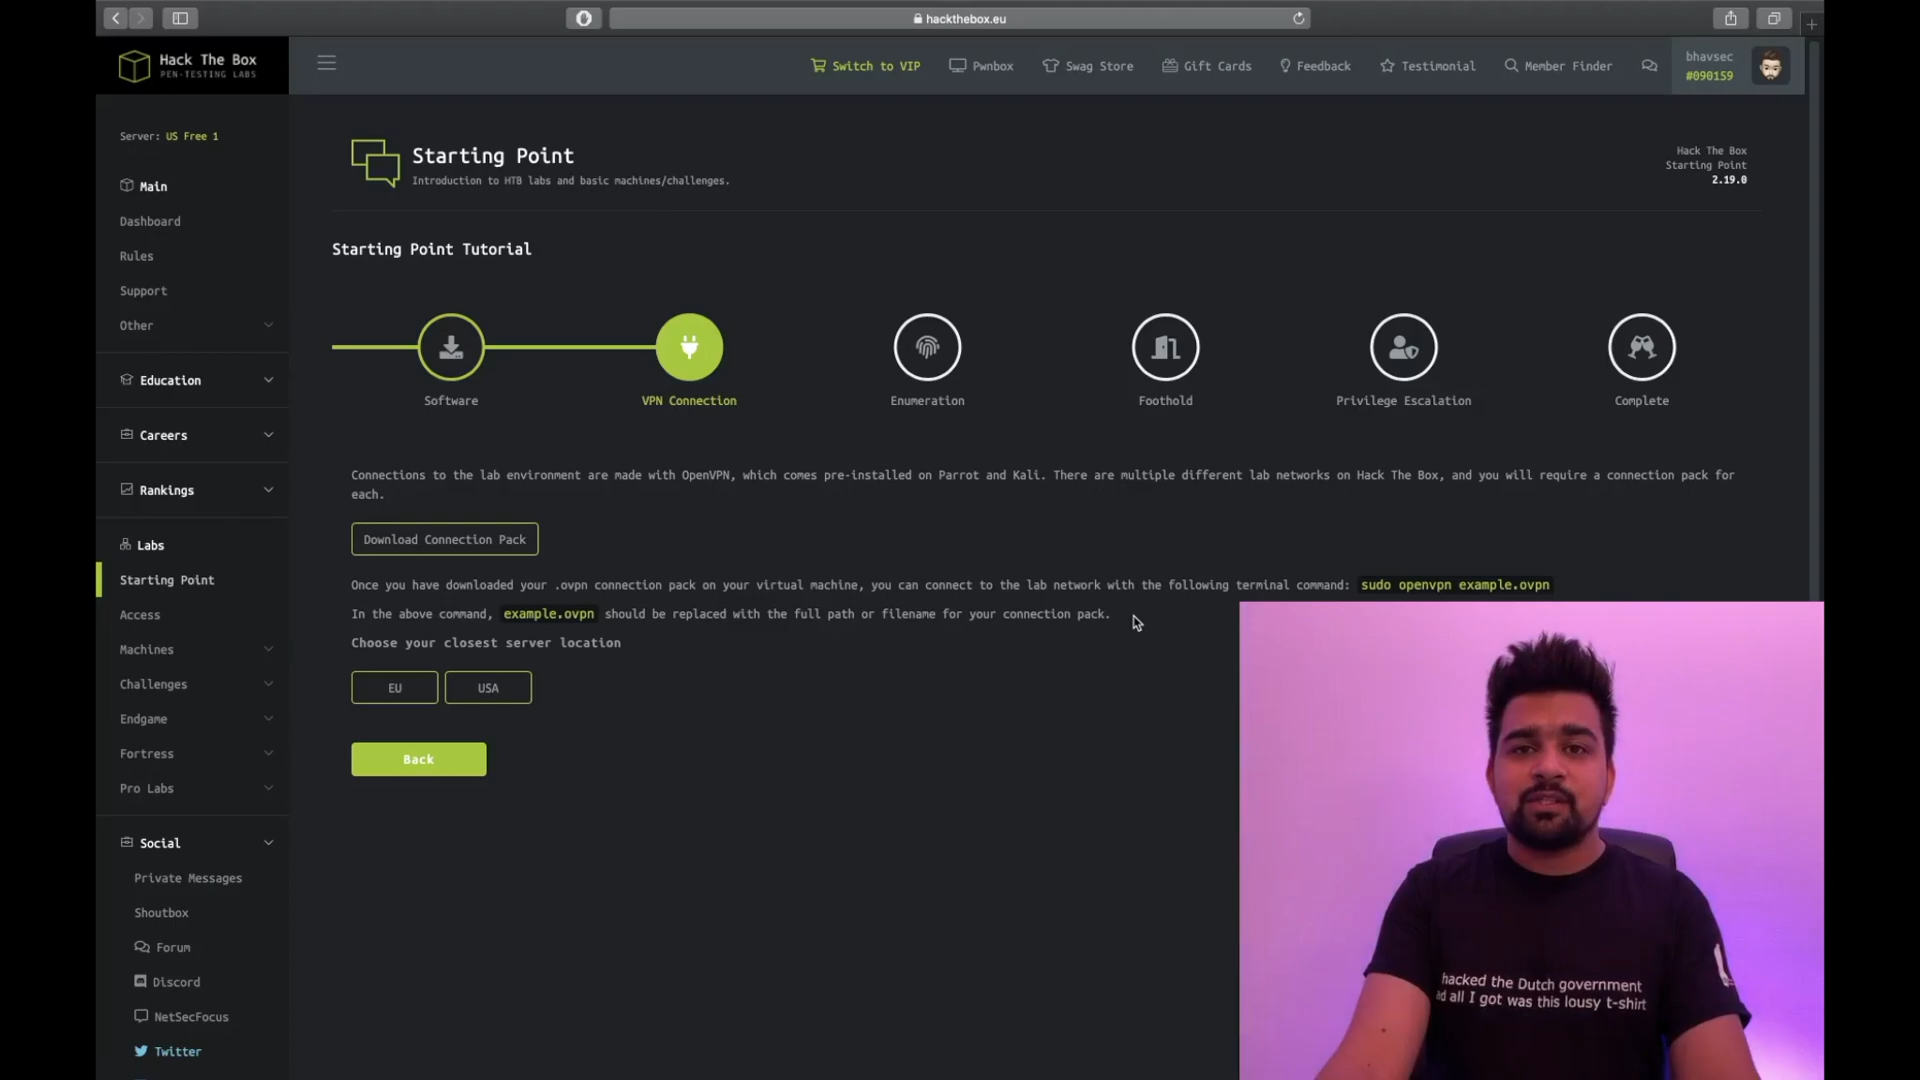 hackthebox.eu
Hack The Box
PEN-TESTING LABS
Switch to VIP
Pwnbox
Swag Store
Gift Cards
Feedback
Testimonial
Member Finder
bhavsec
#090159
Server: US Free 1
Main
Dashboard
Rules
Support
Other
Education
Careers
Rankings
Labs
Starting Point
Access
Machines
Challenges
Endgame
Fortress
Pro Labs
Social
Private Messages
Shoutbox
Forum
Discord
NetSecFocus
Twitter
Starting Point
Introduction to HTB labs and basic machines/challenges.
Hack The Box
Starting Point
2.19.0
Starting Point Tutorial
Software
VPN Connection
Enumeration
Foothold
Privilege Escalation
Complete
Connections to the lab environment are made with OpenVPN, which comes pre-installed on Parrot and Kali. There are multiple different lab networks on Hack The Box, and you will require a connection pack for
each.
Download Connection Pack
Once you have downloaded your .ovpn connection pack on your virtual machine, you can connect to the lab network with the following terminal command: sudo openvpn example.ovpn
In the above command, example.ovpn should be replaced with the full path or filename for your connection pack.
Choose your closest server location
EU
USA
Back
hacked the Dutch government
ad all I got was this lousy t-shirt